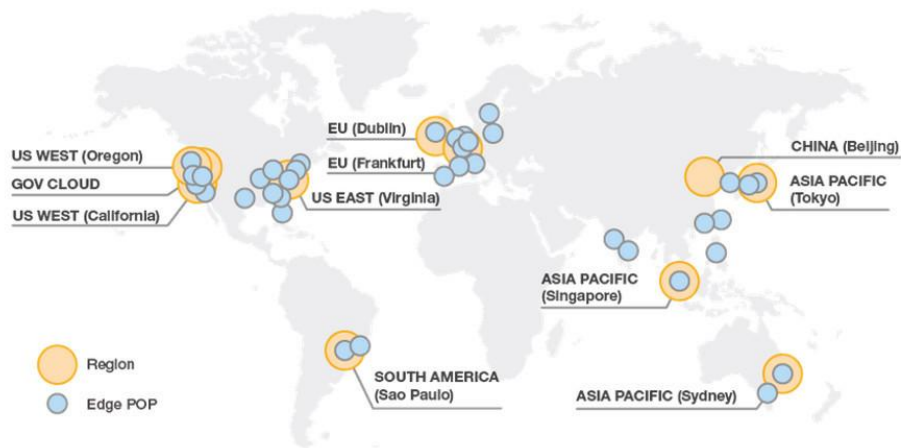 US WEST (Oregon)
GOV CLOUD
US WEST (California)
EU (Dublin)
EU (Frankfurt)
US EAST (Virginia)
CHINA (Beijing)
ASIA PACIFIC
(Tokyo)
ASIA PACIFIC
(Singapore)
SOUTH AMERICA
(Sao Paulo)
ASIA PACIFIC (Sydney)
Region
Edge POP